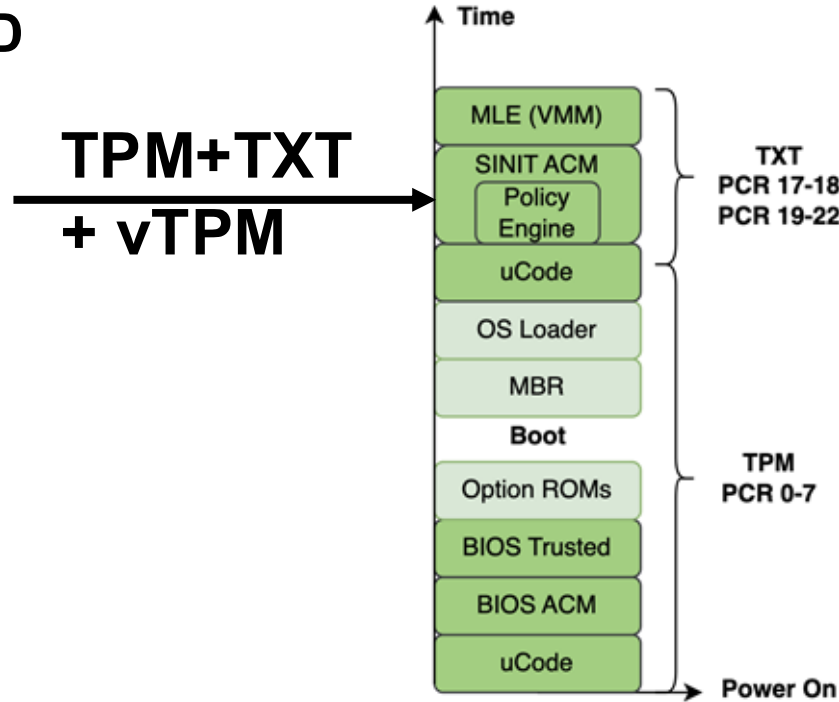 D
Time
TPM+TXT
+ vTPM
MLE (VMM)
SINIT ACM
Policy
Engine
uCode
OS Loader
MBR
Boot
Option ROMs
BIOS Trusted
BIOS ACM
uCode
TXT
PCR 17-18
PCR 19-22
TPM
PCR 0-7
Power On